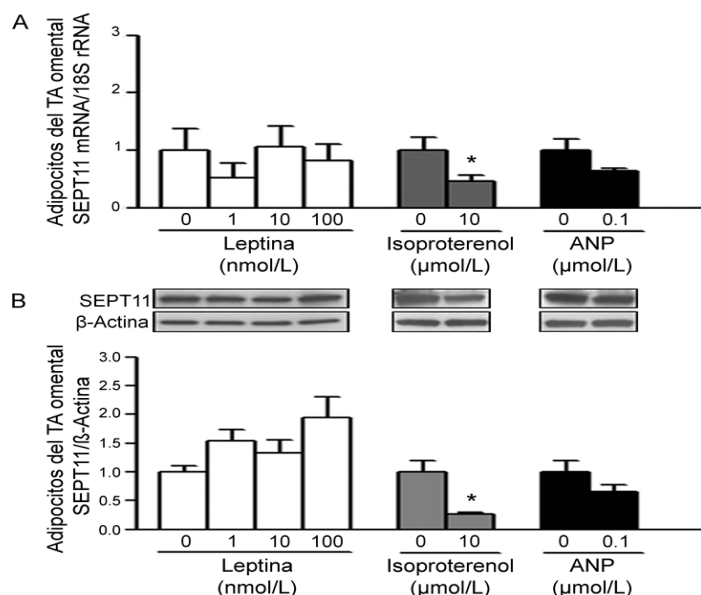 A
Adipocitos del TA omental
SEPT11 mRNA/18S rRNA
3
2
1
0
*
0 1 10 100 0 10 0 0.1
Leptina Isoproterenol ANP
(nmol/L) (µmol/L) (µmol/L)
B
SEPT11
β-Actina
Adipocitos del TA omental
SEPT11/ß-Actina
3.0
2.5
2.0
1.5
1.0
0.5
0.0
*
0 1 10 100 0 10 0 0.1
Leptina Isoproterenol ANP
(nmol/L) (µmol/L) (µmol/L)